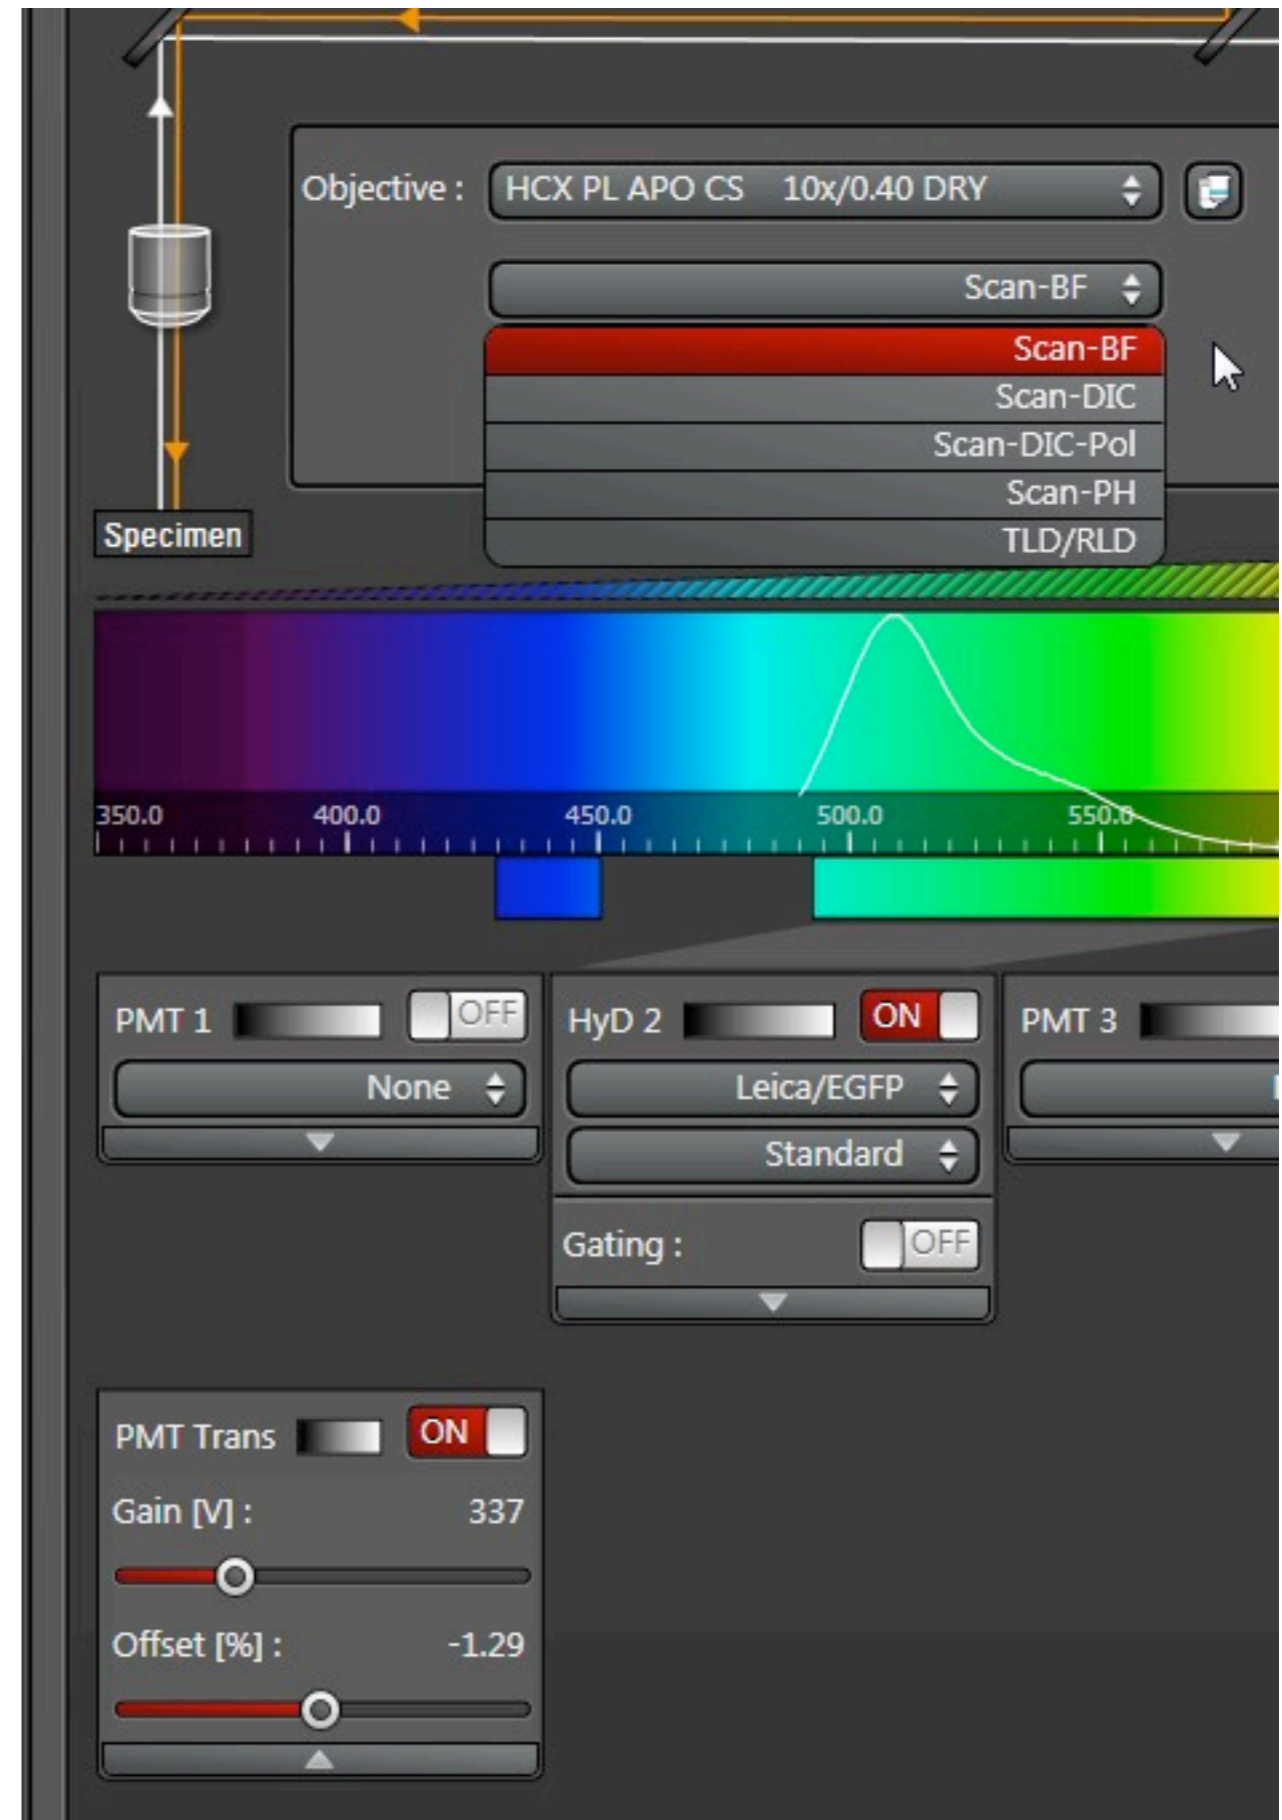 Objective : HCX PL APO CS 10x/0.40 DRY
Scan-BF
Scan-BF
Scan-DIC
Scan-DIC-Pol
Scan-PH
TLD/RLD
Specimen
350.0 400.0 450.0 500.0 550.0
PMT 1 OFF
None
HyD 2 ON
Leica/EGFP
Standard
Gating : OFF
PMT 3
PMT Trans ON
Gain [V] : 337
Offset [%] : -1.29